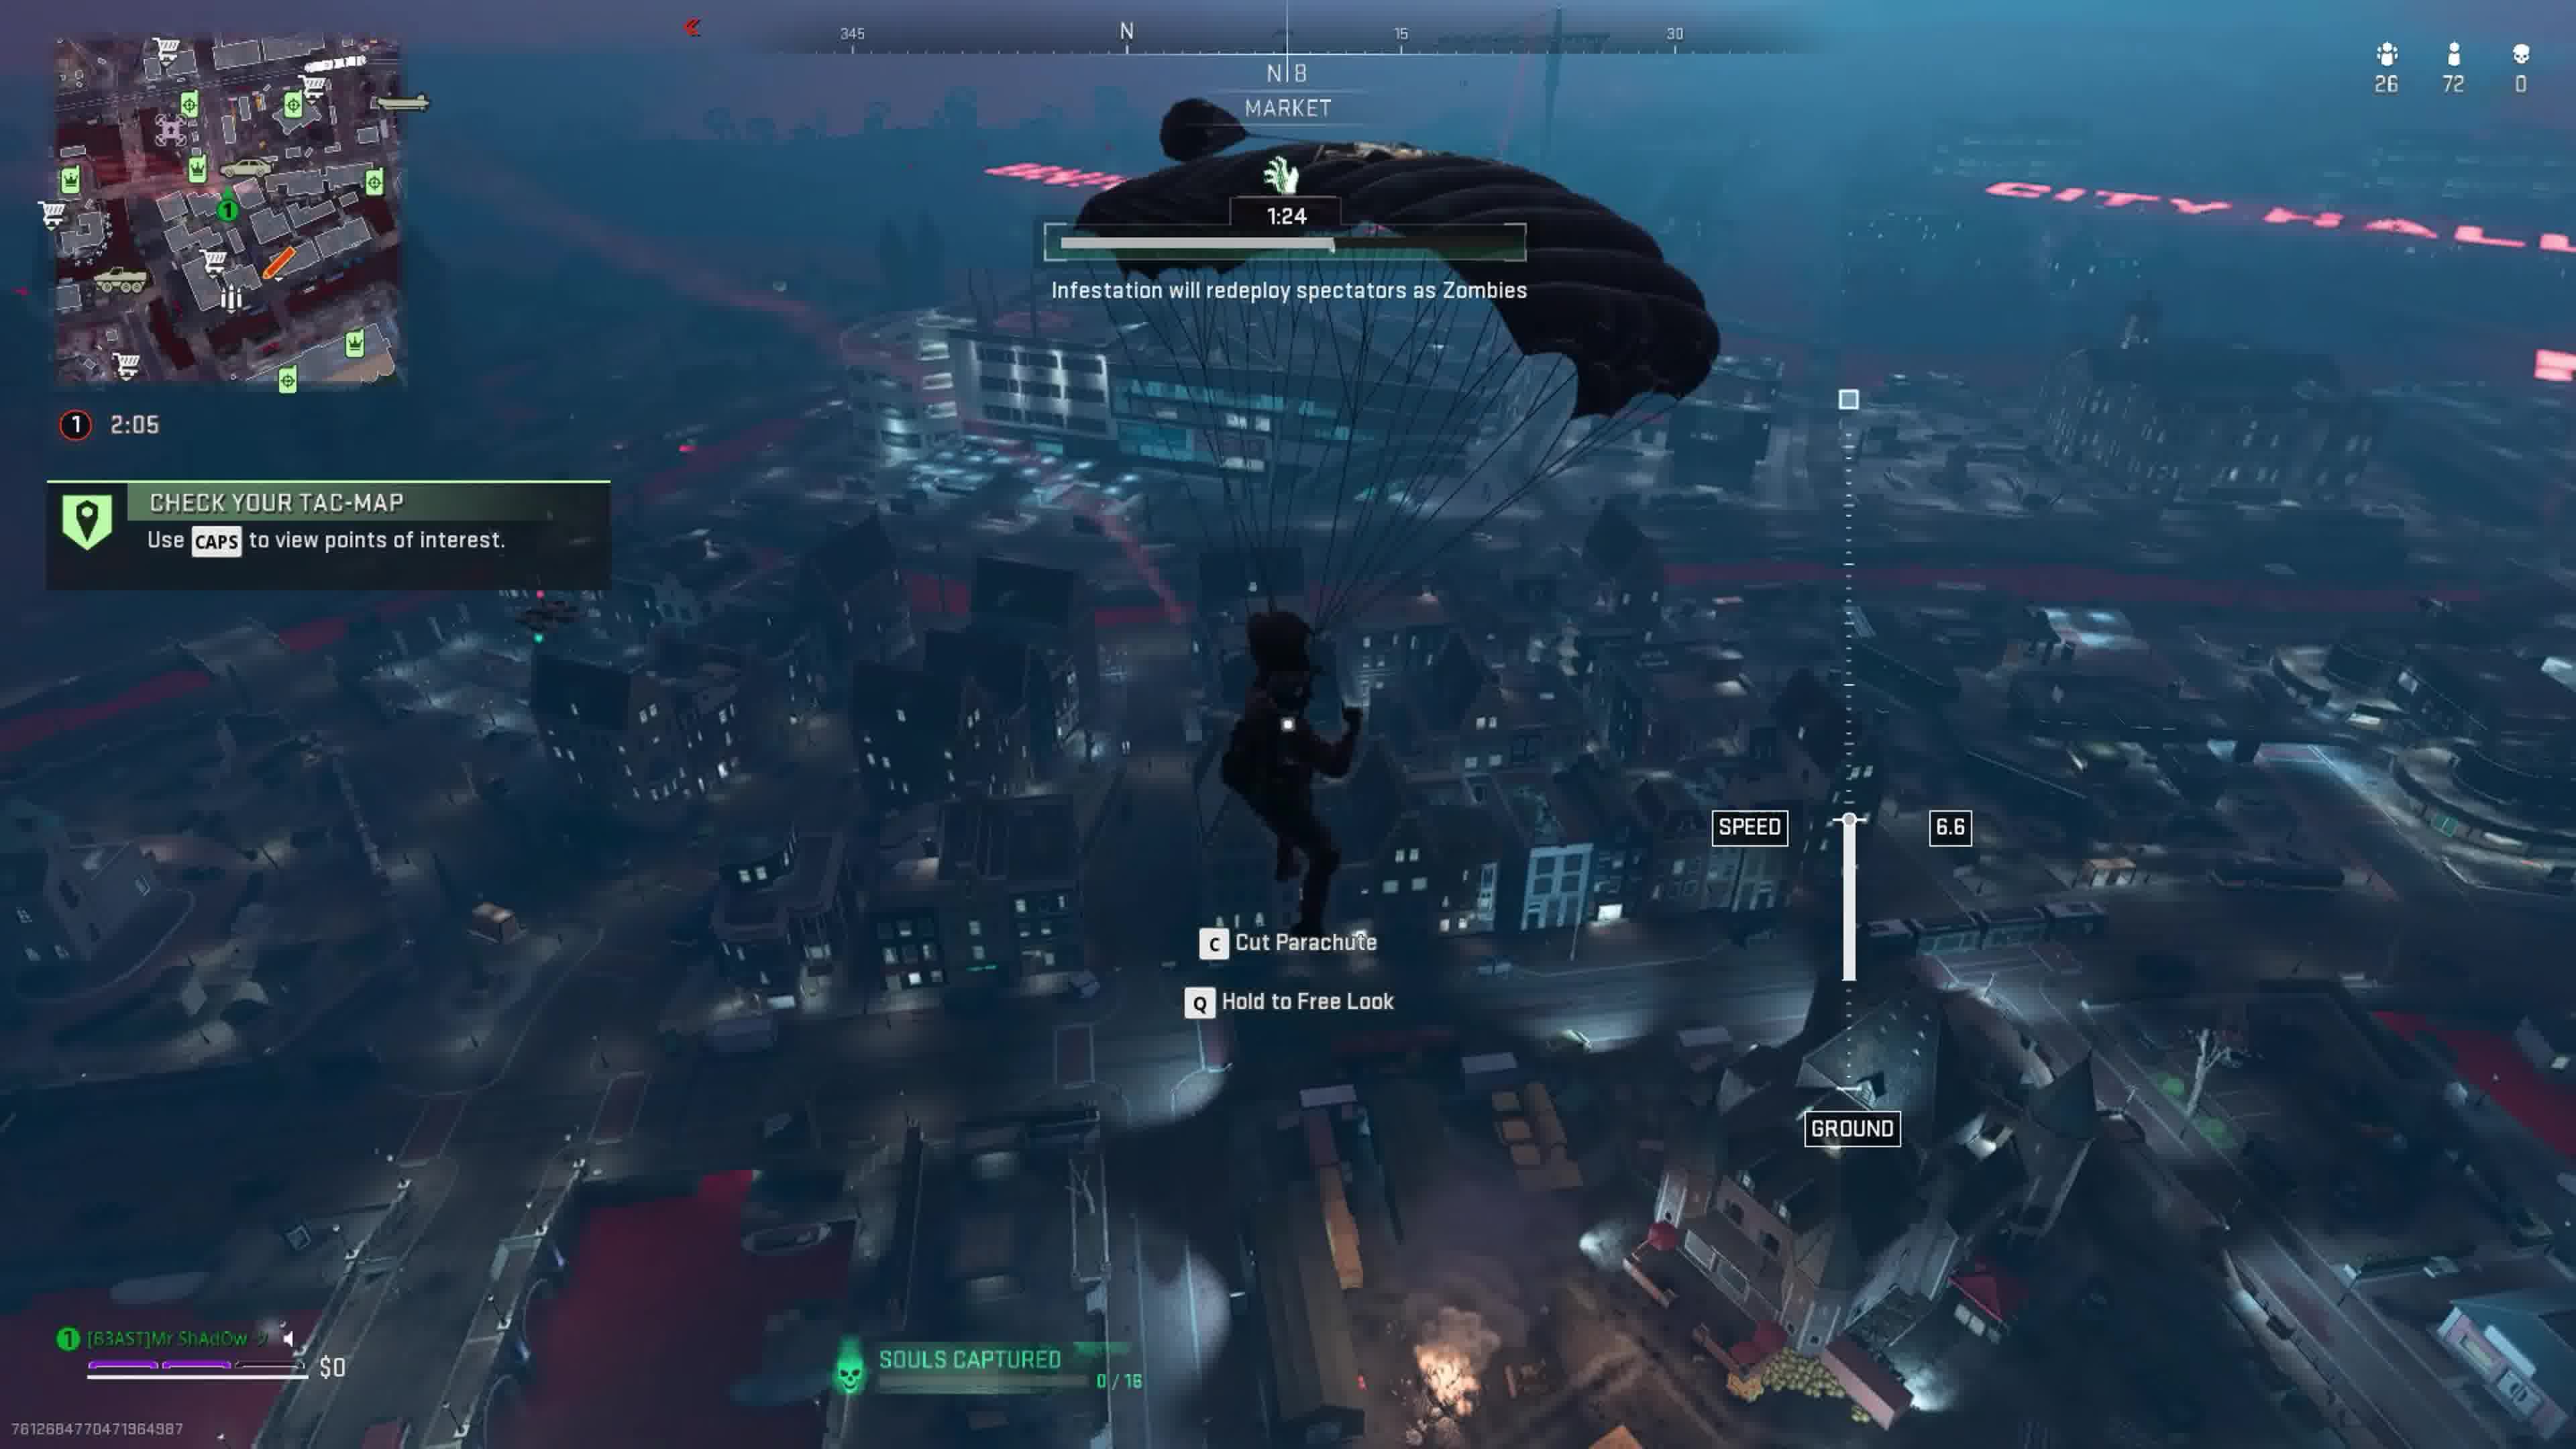 345
N
15
30
N B
MARKET
26
72
0
1:24
Infestation will redeploy spectators as Zombies
CITY HALL
1
1
2:05
CHECK YOUR TAC-MAP
Use CAPS to view points of interest.
SPEED
6.6
C Cut Parachute
Q Hold to Free Look
GROUND
1 [B3AST]Mr ShAdOw
$0
SOULS CAPTURED
0 / 16
7812684770471964987